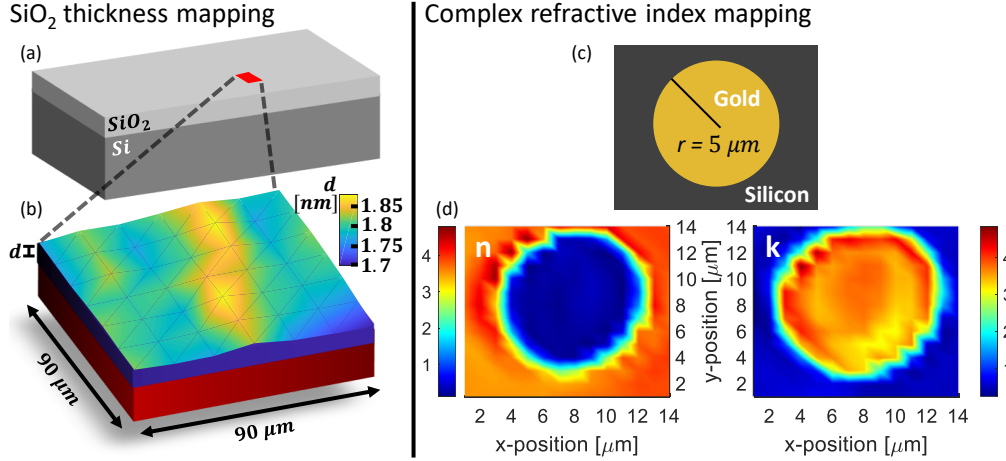 SiO₂ thickness mapping
(a)
SiO₂
Si
(b)
d
[nm]
1.85
1.8
1.75
1.7
d
90 μm
90 μm
Complex refractive index mapping
(c)
Gold
r = 5 μm
Silicon
(d)
n
4
3
2
1
14
12
10
8
6
4
2
2 4 6 8 10 12 14
x-position [μm]
y-position [μm]
k
14
12
10
8
6
4
2
2 4 6 8 10 12 14
x-position [μm]